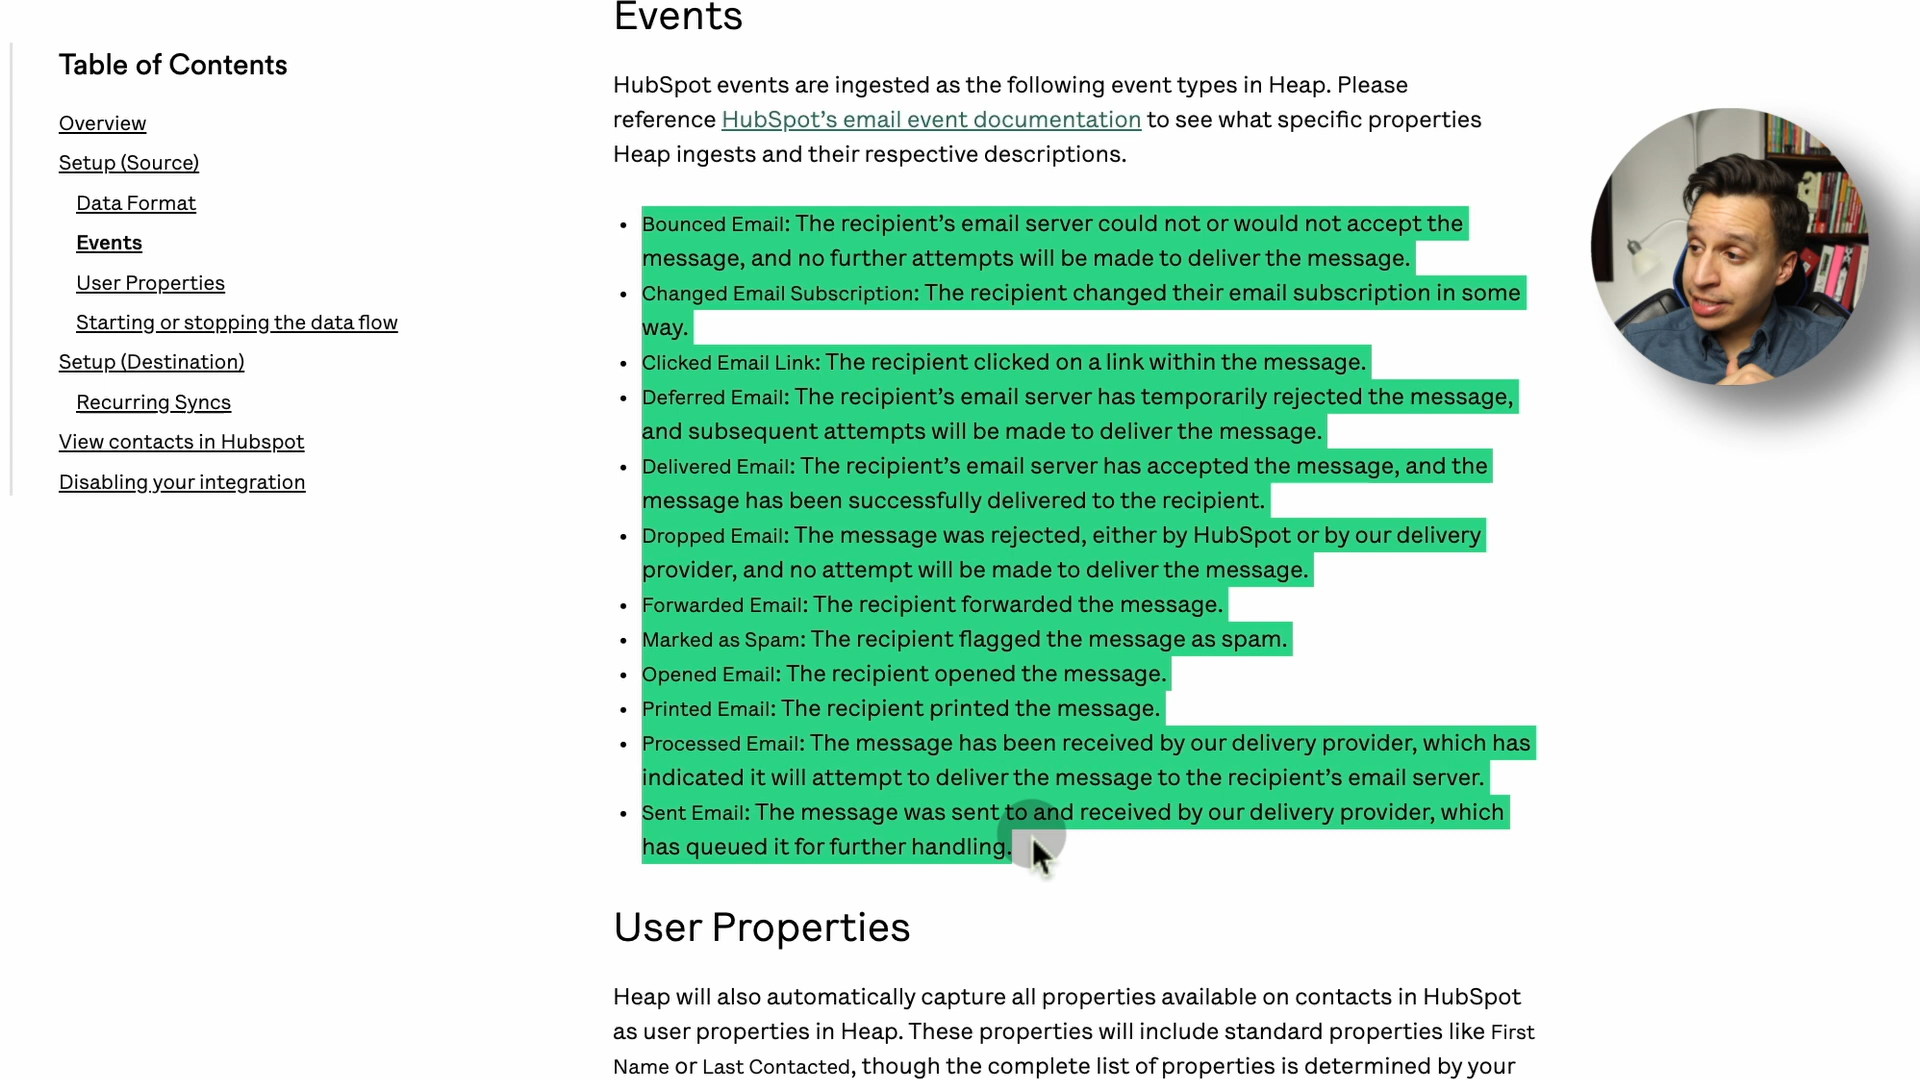 Table of Contents
Overview
Setup (Source)
Data Format
Events
User Properties
Starting or stopping the data flow
Setup (Destination)
Recurring Syncs
View contacts in Hubspot
Disabling your integration
Events
HubSpot events are ingested as the following event types in Heap. Please
reference HubSpot’s email event documentation to see what specific properties
Heap ingests and their respective descriptions.
• Bounced Email: The recipient’s email server could not or would not accept the
message, and no further attempts will be made to deliver the message.
• Changed Email Subscription: The recipient changed their email subscription in some
way.
• Clicked Email Link: The recipient clicked on a link within the message.
• Deferred Email: The recipient’s email server has temporarily rejected the message,
and subsequent attempts will be made to deliver the message.
• Delivered Email: The recipient’s email server has accepted the message, and the
message has been successfully delivered to the recipient.
• Dropped Email: The message was rejected, either by HubSpot or by our delivery
provider, and no attempt will be made to deliver the message.
• Forwarded Email: The recipient forwarded the message.
• Marked as Spam: The recipient flagged the message as spam.
• Opened Email: The recipient opened the message.
• Printed Email: The recipient printed the message.
• Processed Email: The message has been received by our delivery provider, which has
indicated it will attempt to deliver the message to the recipient’s email server.
• Sent Email: The message was sent to and received by our delivery provider, which
has queued it for further handling.
User Properties
Heap will also automatically capture all properties available on contacts in HubSpot
as user properties in Heap. These properties will include standard properties like First
Name or Last Contacted, though the complete list of properties is determined by your